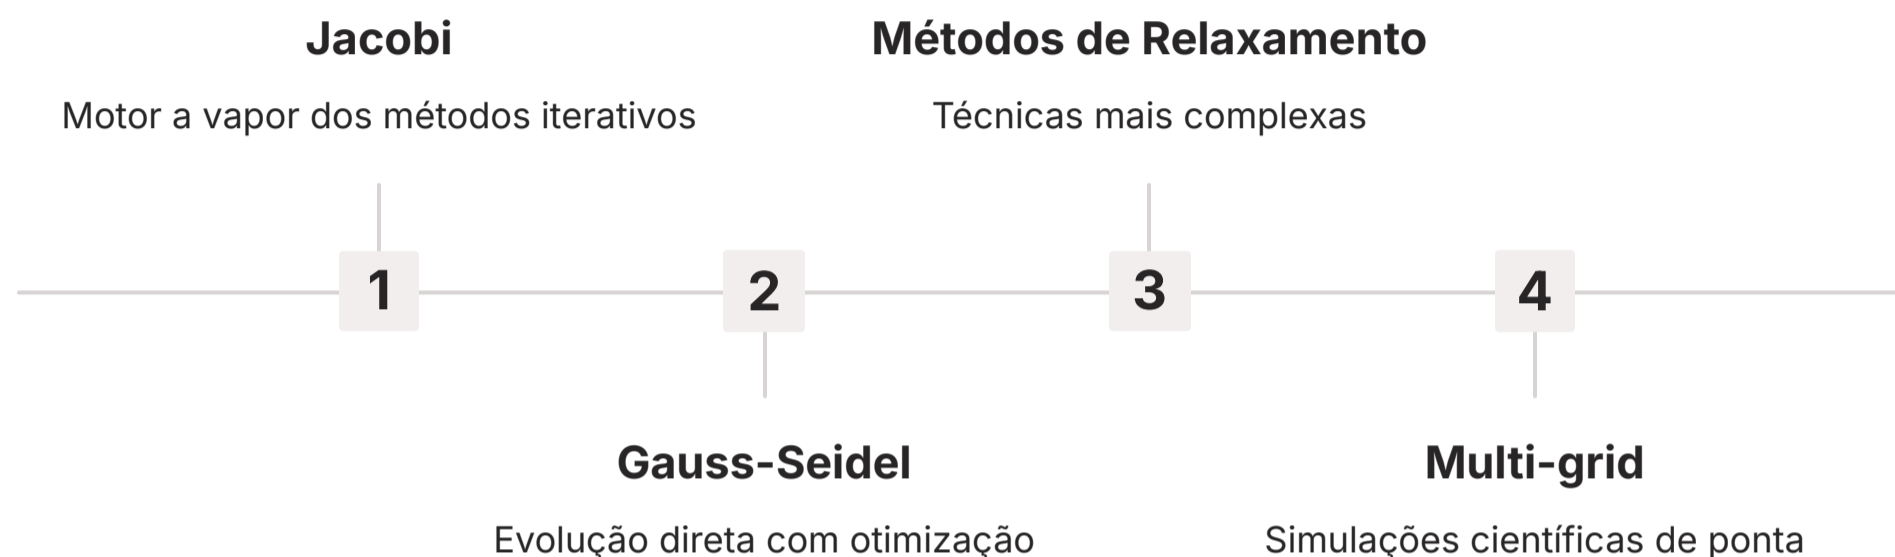 Jacobi
Motor a vapor dos métodos iterativos
Métodos de Relaxamento
Técnicas mais complexas
1
2
3
4
Gauss-Seidel
Evolução direta com otimização
Multi-grid
Simulações científicas de ponta